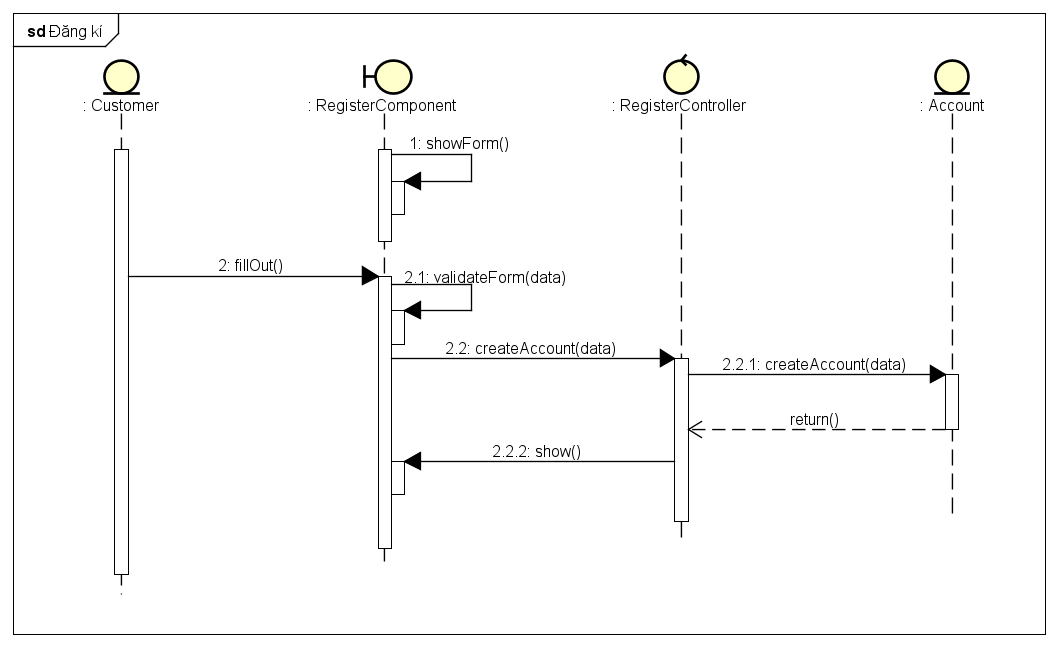 sd Đăng kí
: Customer
: RegisterComponent
: RegisterController
: Account
1: showForm()
2: fillOut()
2.1: validateForm(data)
2.2: createAccount(data)
2.2.1: createAccount(data)
return()
2.2.2: show()